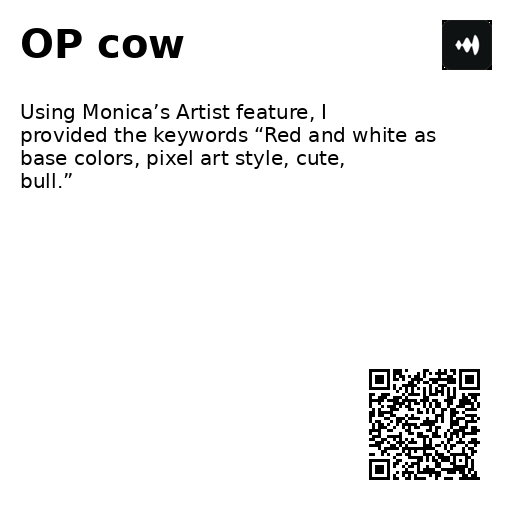 OP cow
Using Monica’s Artist feature, I
provided the keywords “Red and white as
base colors, pixel art style, cute,
bull.”